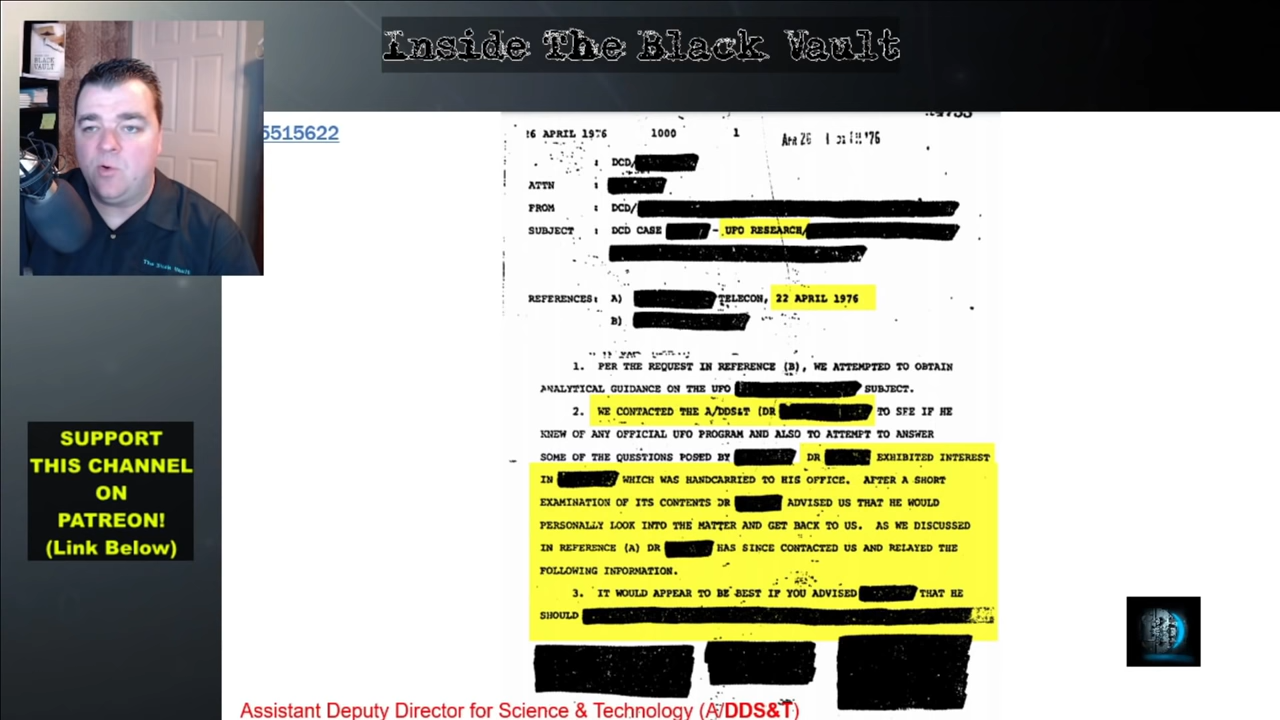 Inside The Black Vault
BLACK
VAULT
The Black Vault
5515622
26 APRIL 1976 1000 1
'76
: DCD/
ATTN :
FROM : DCD/
SUBJECT : DCD CASE - UFO RESEARCH/
REFERENCES: A) TELECON, 22 APRIL 1976
B)
1. PER THE REQUEST IN REFERENCE (B), WE ATTEMPTED TO OBTAIN
ANALYTICAL GUIDANCE ON THE UFO SUBJECT.
2. WE CONTACTED THE A/DDS&T (DR TO SEE IF HE
KNEW OF ANY OFFICIAL UFO PROGRAM AND ALSO TO ATTEMPT TO ANSWER
SOME OF THE QUESTIONS POSED BY DR EXHIBITED INTEREST
IN WHICH WAS HANDCARRIED TO HIS OFFICE. AFTER A SHORT
EXAMINATION OF ITS CONTENTS DR ADVISED US THAT HE WOULD
PERSONALLY LOOK INTO THE MATTER AND GET BACK TO US. AS WE DISCUSSED
IN REFERENCE (A) DR HAS SINCE CONTACTED US AND RELAYED THE
FOLLOWING INFORMATION.
3. IT WOULD APPEAR TO BE BEST IF YOU ADVISED THAT HE
SHOULD
SUPPORT
THIS CHANNEL
ON
PATREON!
(Link Below)
Assistant Deputy Director for Science & Technology (A/DDS&T)